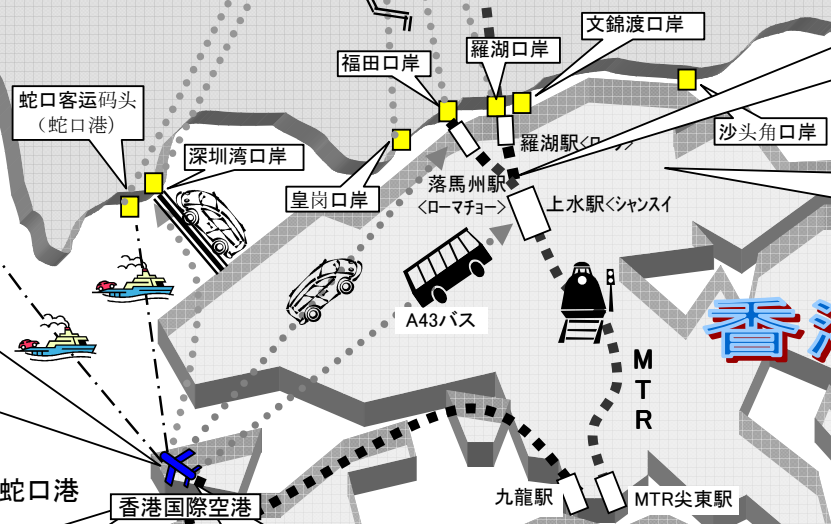 文錦渡口岸
羅湖口岸
福田口岸
蛇口客运码头
（蛇口港）
沙头角口岸
羅湖駅
深圳湾口岸
落馬州駅
<ローマチョー>
皇岗口岸
上水駅<シャンスイ
A43バス
香港
MTR
蛇口港
香港国際空港
九龍駅
MTR尖東駅